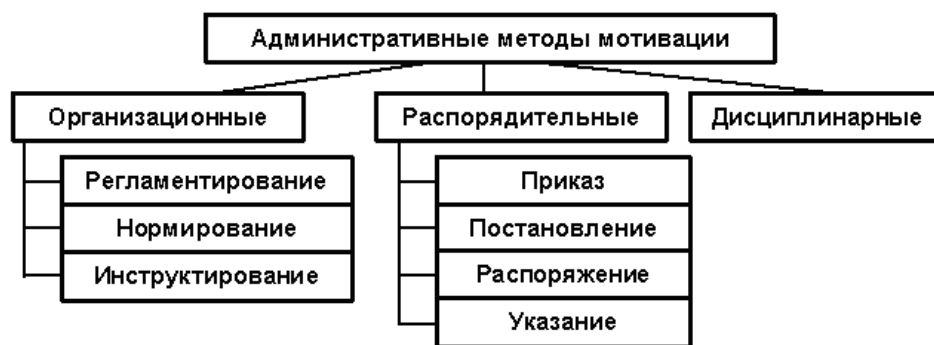 Административные методы мотивации
Организационные
Распорядительные
Дисциплинарные
Регламентирование
Нормирование
Инструктирование
Приказ
Постановление
Распоряжение
Указание